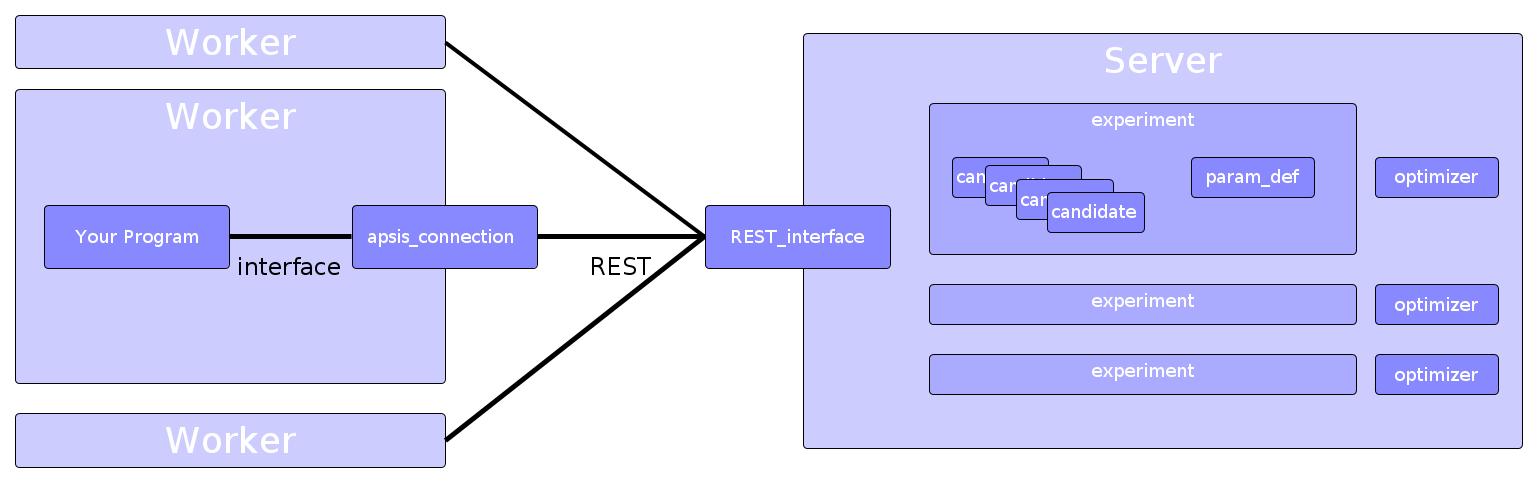 Worker
Worker
Your Program
interface
apsis_connection
REST
Worker
REST_interface
Server
experiment
can
can
car
candidate
param_def
optimizer
experiment
optimizer
experiment
optimizer